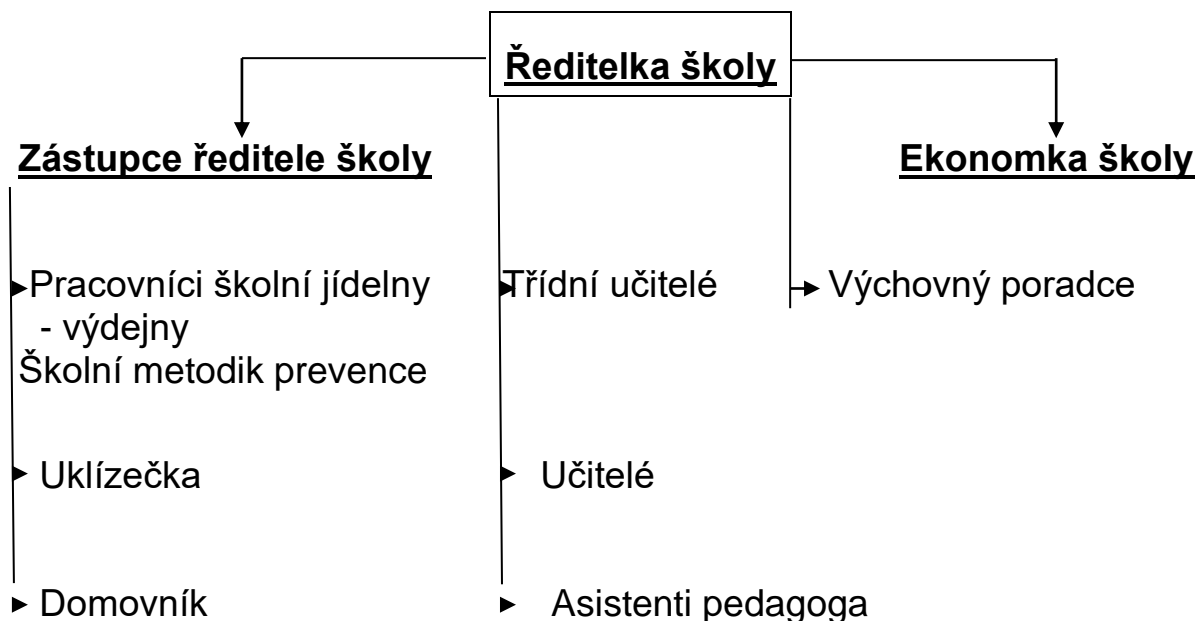 Ředitelka školy
Zástupce ředitele školy
Ekonomka školy
Pracovníci školní jídelny
- výdejny
Školní metodik prevence
Třídní učitelé
Výchovný poradce
Uklízečka
Učitelé
Domovník
Asistenti pedagoga